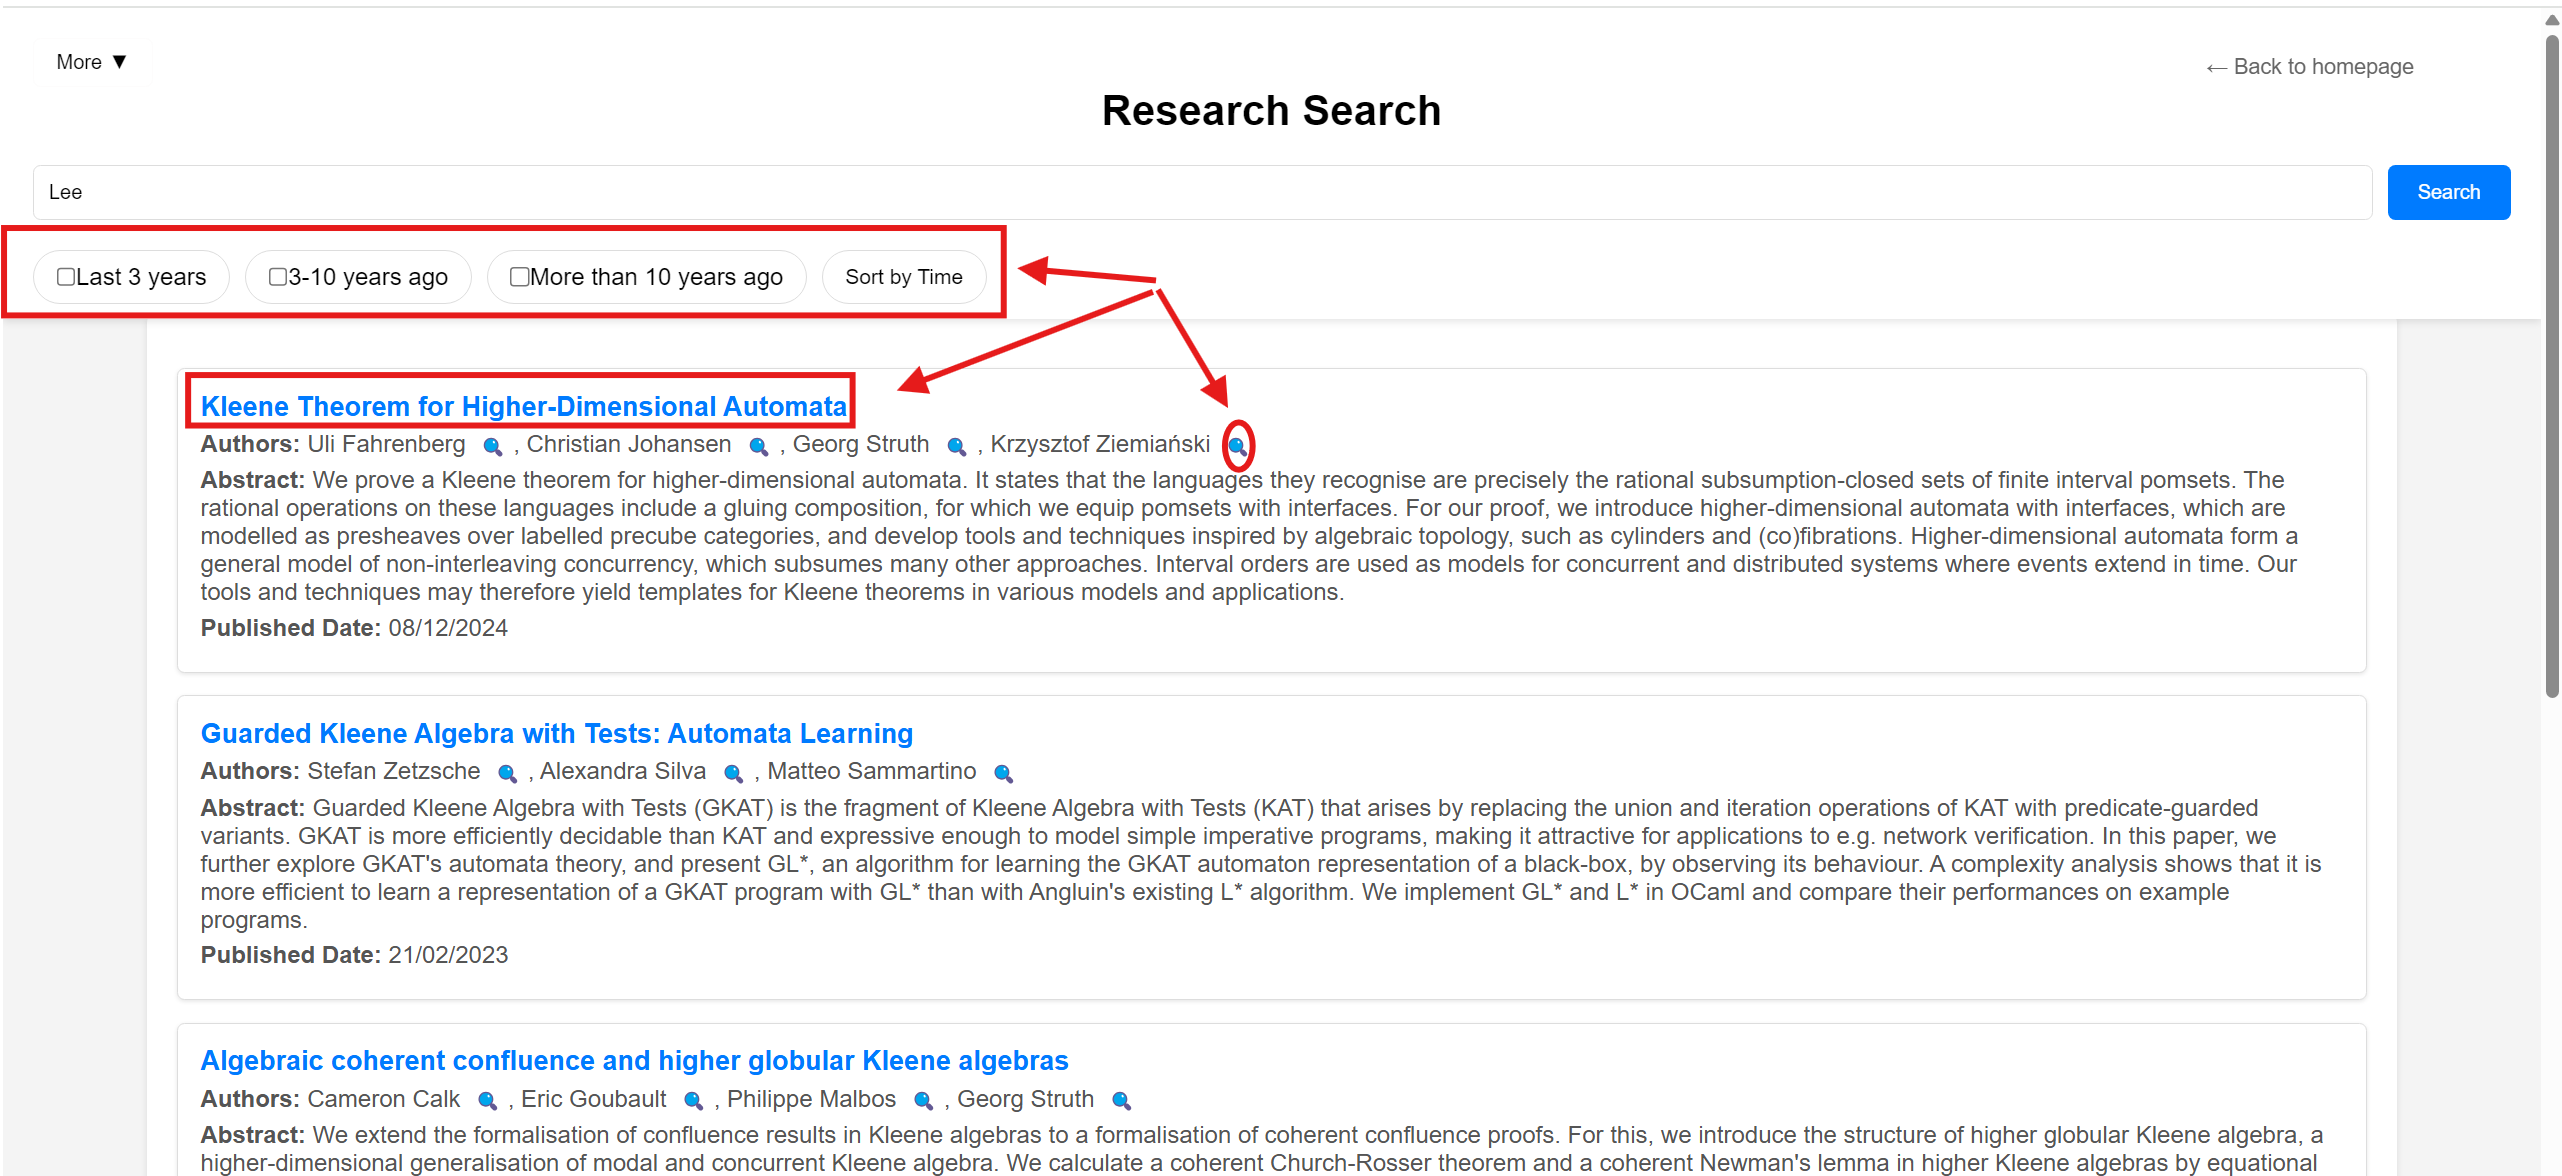 More ▼
← Back to homepage
Research Search
Lee
Search
Last 3 years
3-10 years ago
More than 10 years ago
Sort by Time
Kleene Theorem for Higher-Dimensional Automata
Authors: Uli Fahrenberg , Christian Johansen , Georg Struth , Krzysztof Ziemiański
Abstract: We prove a Kleene theorem for higher-dimensional automata. It states that the languages they recognise are precisely the rational subsumption-closed sets of finite interval pomsets. The
rational operations on these languages include a gluing composition, for which we equip pomsets with interfaces. For our proof, we introduce higher-dimensional automata with interfaces, which are
modelled as presheaves over labelled precube categories, and develop tools and techniques inspired by algebraic topology, such as cylinders and (co)fibrations. Higher-dimensional automata form a
general model of non-interleaving concurrency, which subsumes many other approaches. Interval orders are used as models for concurrent and distributed systems where events extend in time. Our
tools and techniques may therefore yield templates for Kleene theorems in various models and applications.
Published Date: 08/12/2024
Guarded Kleene Algebra with Tests: Automata Learning
Authors: Stefan Zetzsche , Alexandra Silva , Matteo Sammartino
Abstract: Guarded Kleene Algebra with Tests (GKAT) is the fragment of Kleene Algebra with Tests (KAT) that arises by replacing the union and iteration operations of KAT with predicate-guarded
variants. GKAT is more efficiently decidable than KAT and expressive enough to model simple imperative programs, making it attractive for applications to e.g. network verification. In this paper, we
further explore GKAT's automata theory, and present GL*, an algorithm for learning the GKAT automaton representation of a black-box, by observing its behaviour. A complexity analysis shows that it is
more efficient to learn a representation of a GKAT program with GL* than with Angluin's existing L* algorithm. We implement GL* and L* in OCaml and compare their performances on example
programs.
Published Date: 21/02/2023
Algebraic coherent confluence and higher globular Kleene algebras
Authors: Cameron Calk , Eric Goubault , Philippe Malbos , Georg Struth
Abstract: We extend the formalisation of confluence results in Kleene algebras to a formalisation of coherent confluence proofs. For this, we introduce the structure of higher globular Kleene algebra, a
higher-dimensional generalisation of modal and concurrent Kleene algebra. We calculate a coherent Church-Rosser theorem and a coherent Newman's lemma in higher Kleene algebras by equational